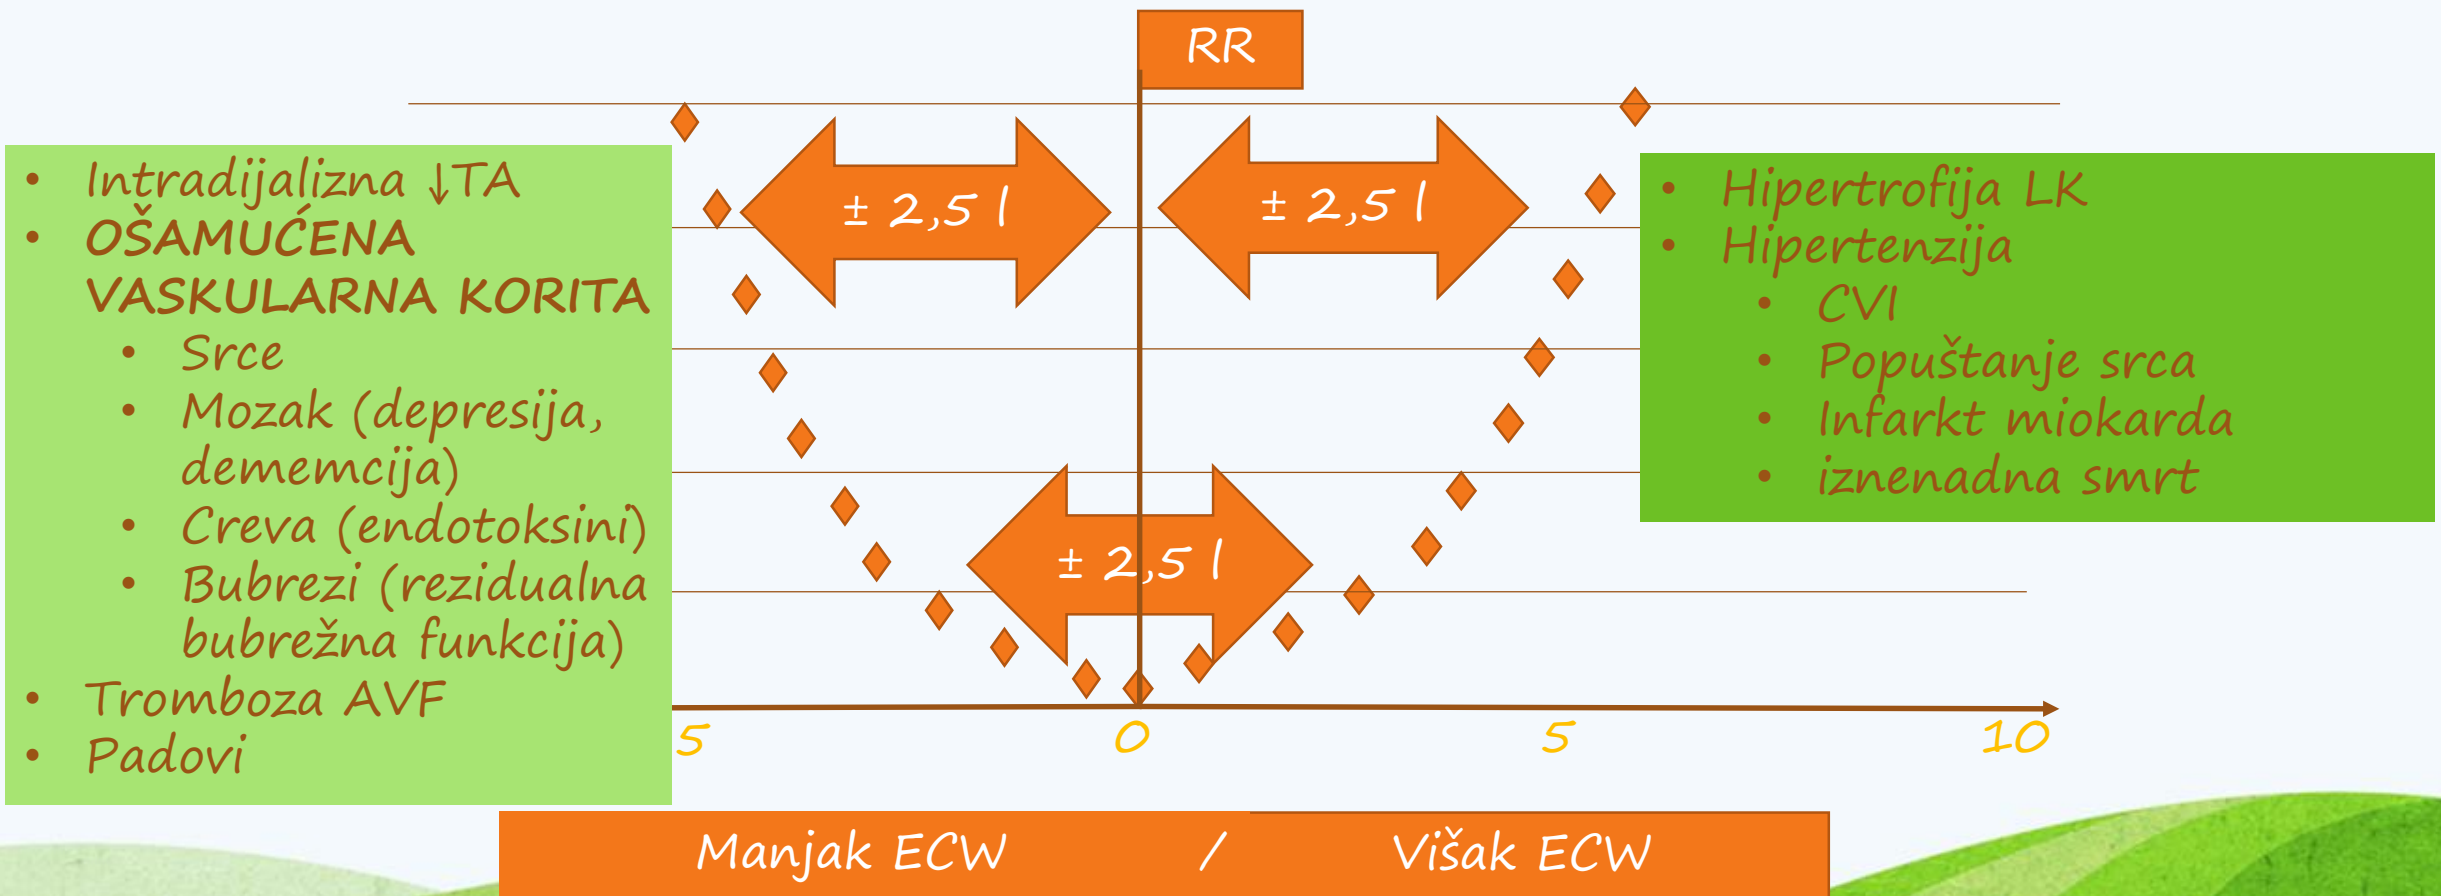 RR
± 2,5 l
± 2,5 l
• Intradijalizna ↓TA
• OŠAMUĆENA
VASKULARNA KORITA
• Srce
• Mozak (depresija,
dememcija)
• Creva (endotoksini)
• Bubrezi (rezidualna
bubrežna funkcija)
• Tromboza AVF
• Padovi
• Hipertrofija LK
• Hipertenzija
• CVI
• Popuštanje srca
• Infarkt miokarda
• iznenadna smrt
± 2,5 l
5 0 5 10
Manjak ECW / Višak ECW